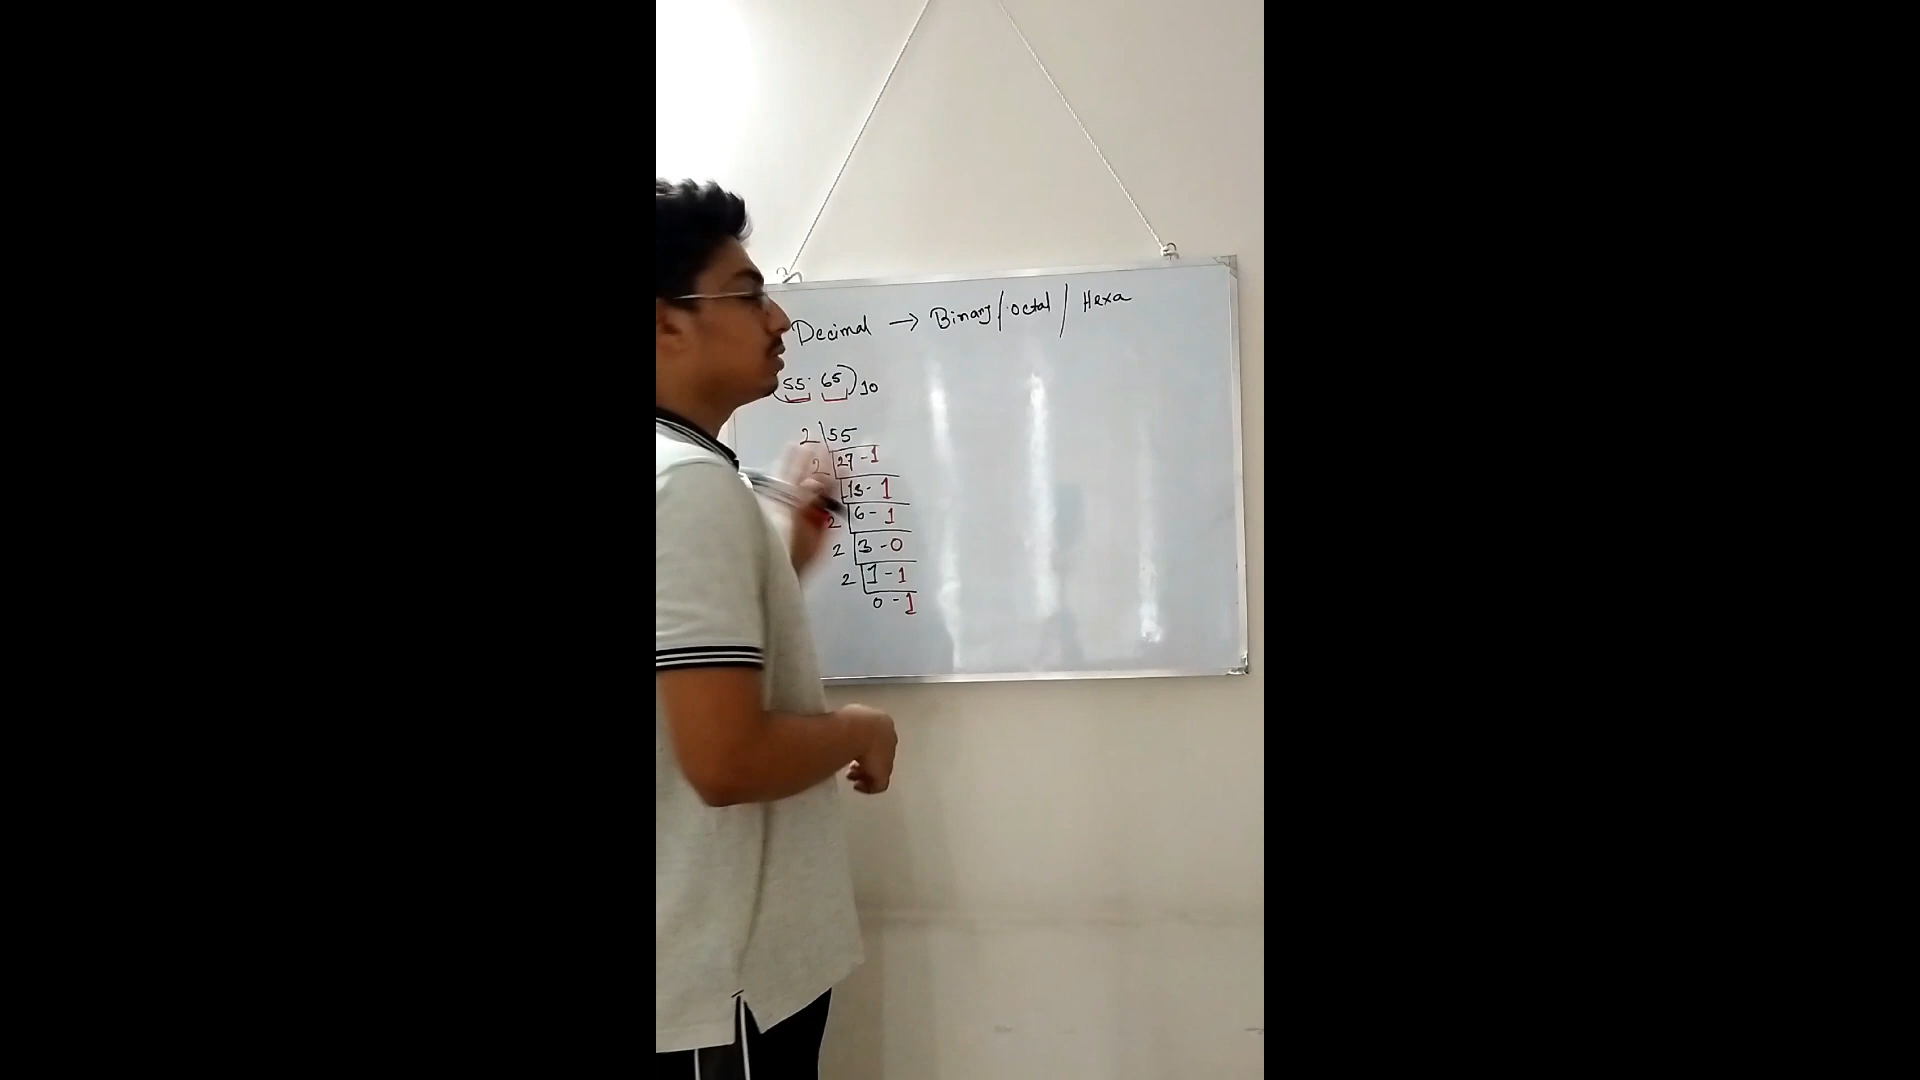 Decimal → Binary / octal / Hexa
(55.65)10
2 55
2 27 - 1
13 - 1
2 6 - 1
2 3 - 0
2 1 - 1
0 - 1